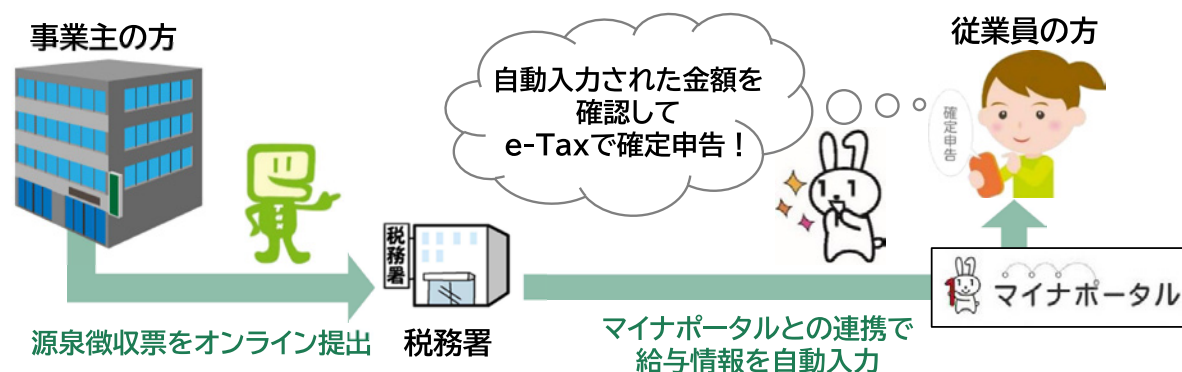 事業主の方
従業員の方
自動入力された金額を
確認して
e-Taxで確定申告！
確定申告
税務署
マイナポータル
源泉徴収票をオンライン提出
税務署
マイナポータルとの連携で
給与情報を自動入力